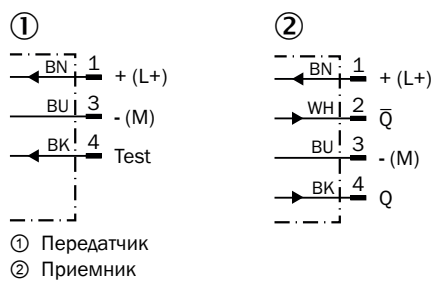 ①
BN 1 + (L+)
BU 3 - (M)
BK 4 Test
②
BN 1 + (L+)
WH 2 Q̅
BU 3 - (M)
BK 4 Q
① Передатчик
② Приемник